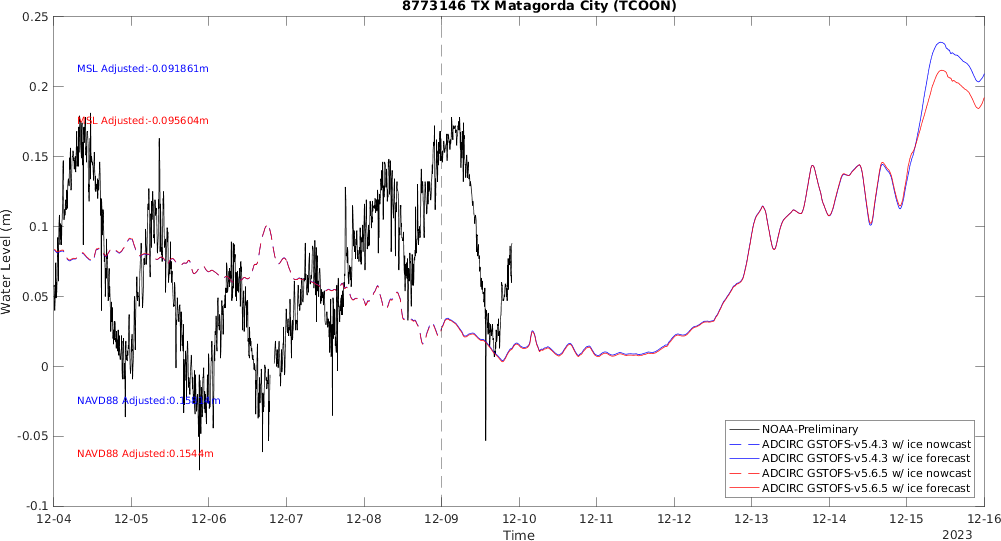 8773146 TX Matagorda City (TCOON)
0.25
0.2
0.15
0.1
0.05
0
-0.05
-0.1
Water Level (m)
MSL Adjusted:-0.091861m
MSL Adjusted:-0.095604m
NAVD88 Adjusted:
NAVD88 Adjusted:0.1544m
NOAA-Preliminary
ADCIRC GSTOFS-v5.4.3 w/ ice nowcast
ADCIRC GSTOFS-v5.4.3 w/ ice forecast
ADCIRC GSTOFS-v5.6.5 w/ ice nowcast
ADCIRC GSTOFS-v5.6.5 w/ ice forecast
12-04 12-05 12-06 12-07 12-08 12-09 12-10 12-11 12-12 12-13 12-14 12-15 12-16
Time
2023